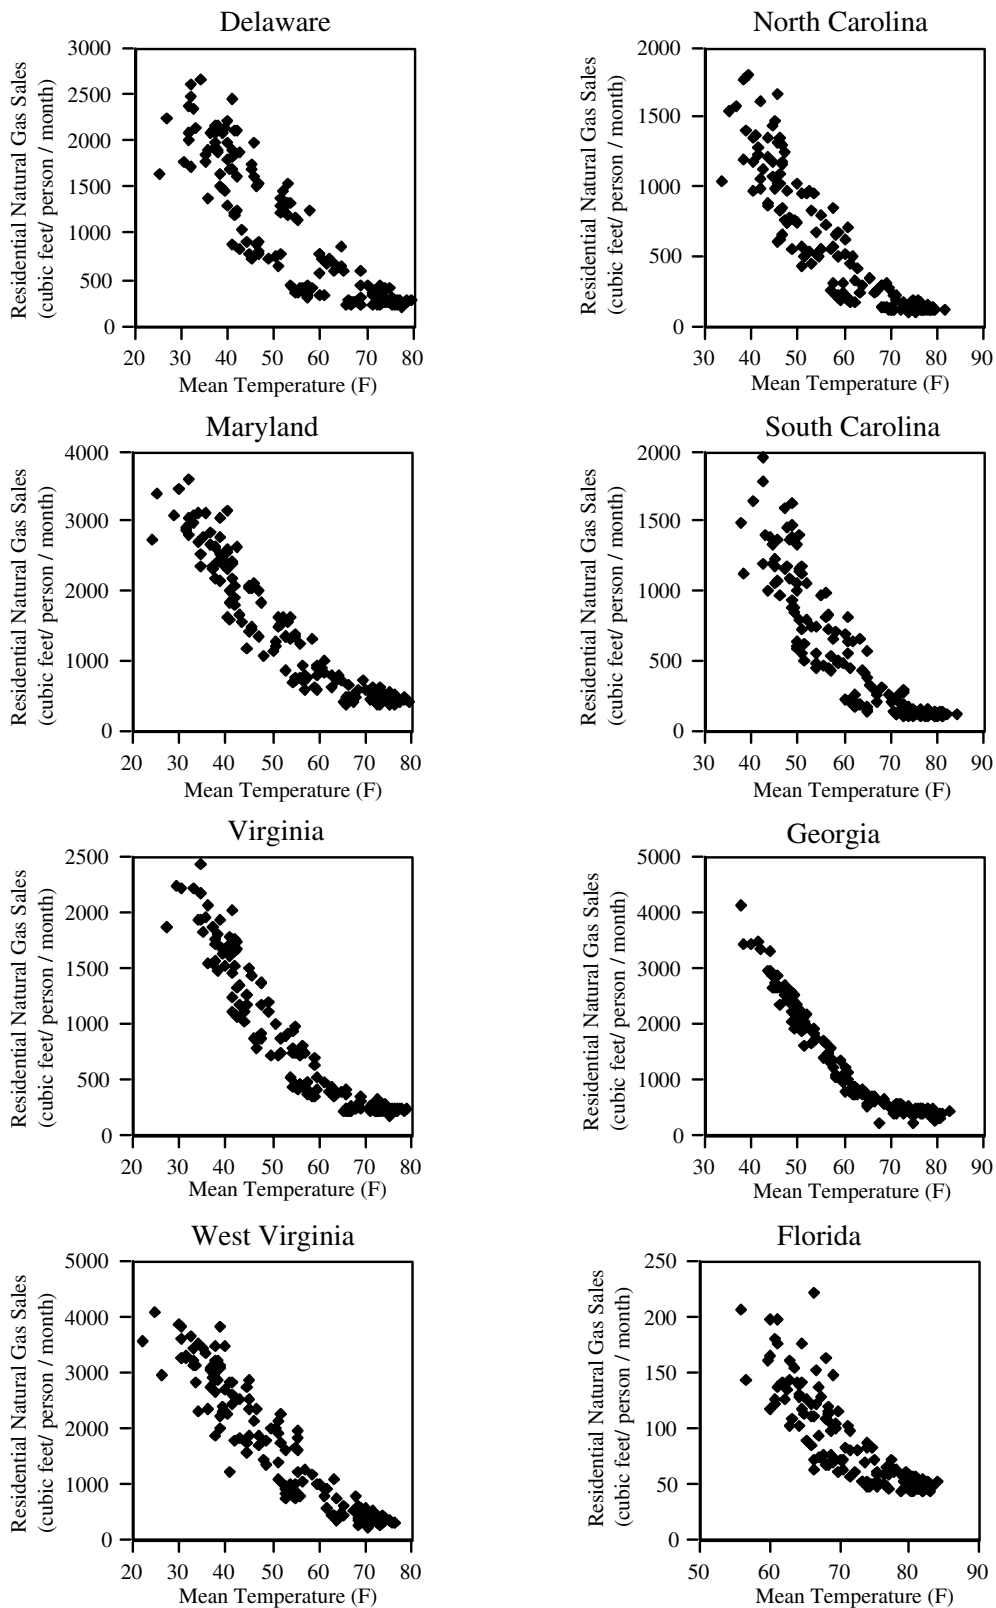 Delaware
Residential Natural Gas Sales
(cubic feet/ person / month)
3000
2500
2000
1500
1000
500
0
20 30 40 50 60 70 80
Mean Temperature (F)
North Carolina
Residential Natural Gas Sales
(cubic feet/ person / month)
2000
1500
1000
500
0
30 40 50 60 70 80 90
Mean Temperature (F)
Maryland
Residential Natural Gas Sales
(cubic feet/ person / month)
4000
3000
2000
1000
0
20 30 40 50 60 70 80
Mean Temperature (F)
South Carolina
Residential Natural Gas Sales
(cubic feet/ person / month)
2000
1500
1000
500
0
30 40 50 60 70 80 90
Mean Temperature (F)
Virginia
Residential Natural Gas Sales
(cubic feet/ person / month)
2500
2000
1500
1000
500
0
20 30 40 50 60 70 80
Mean Temperature (F)
Georgia
Residential Natural Gas Sales
(cubic feet/ person / month)
5000
4000
3000
2000
1000
0
30 40 50 60 70 80 90
Mean Temperature (F)
West Virginia
Residential Natural Gas Sales
(cubic feet/ person / month)
5000
4000
3000
2000
1000
0
20 30 40 50 60 70 80
Mean Temperature (F)
Florida
Residential Natural Gas Sales
(cubic feet/ person / month)
250
200
150
100
50
0
50 60 70 80 90
Mean Temperature (F)